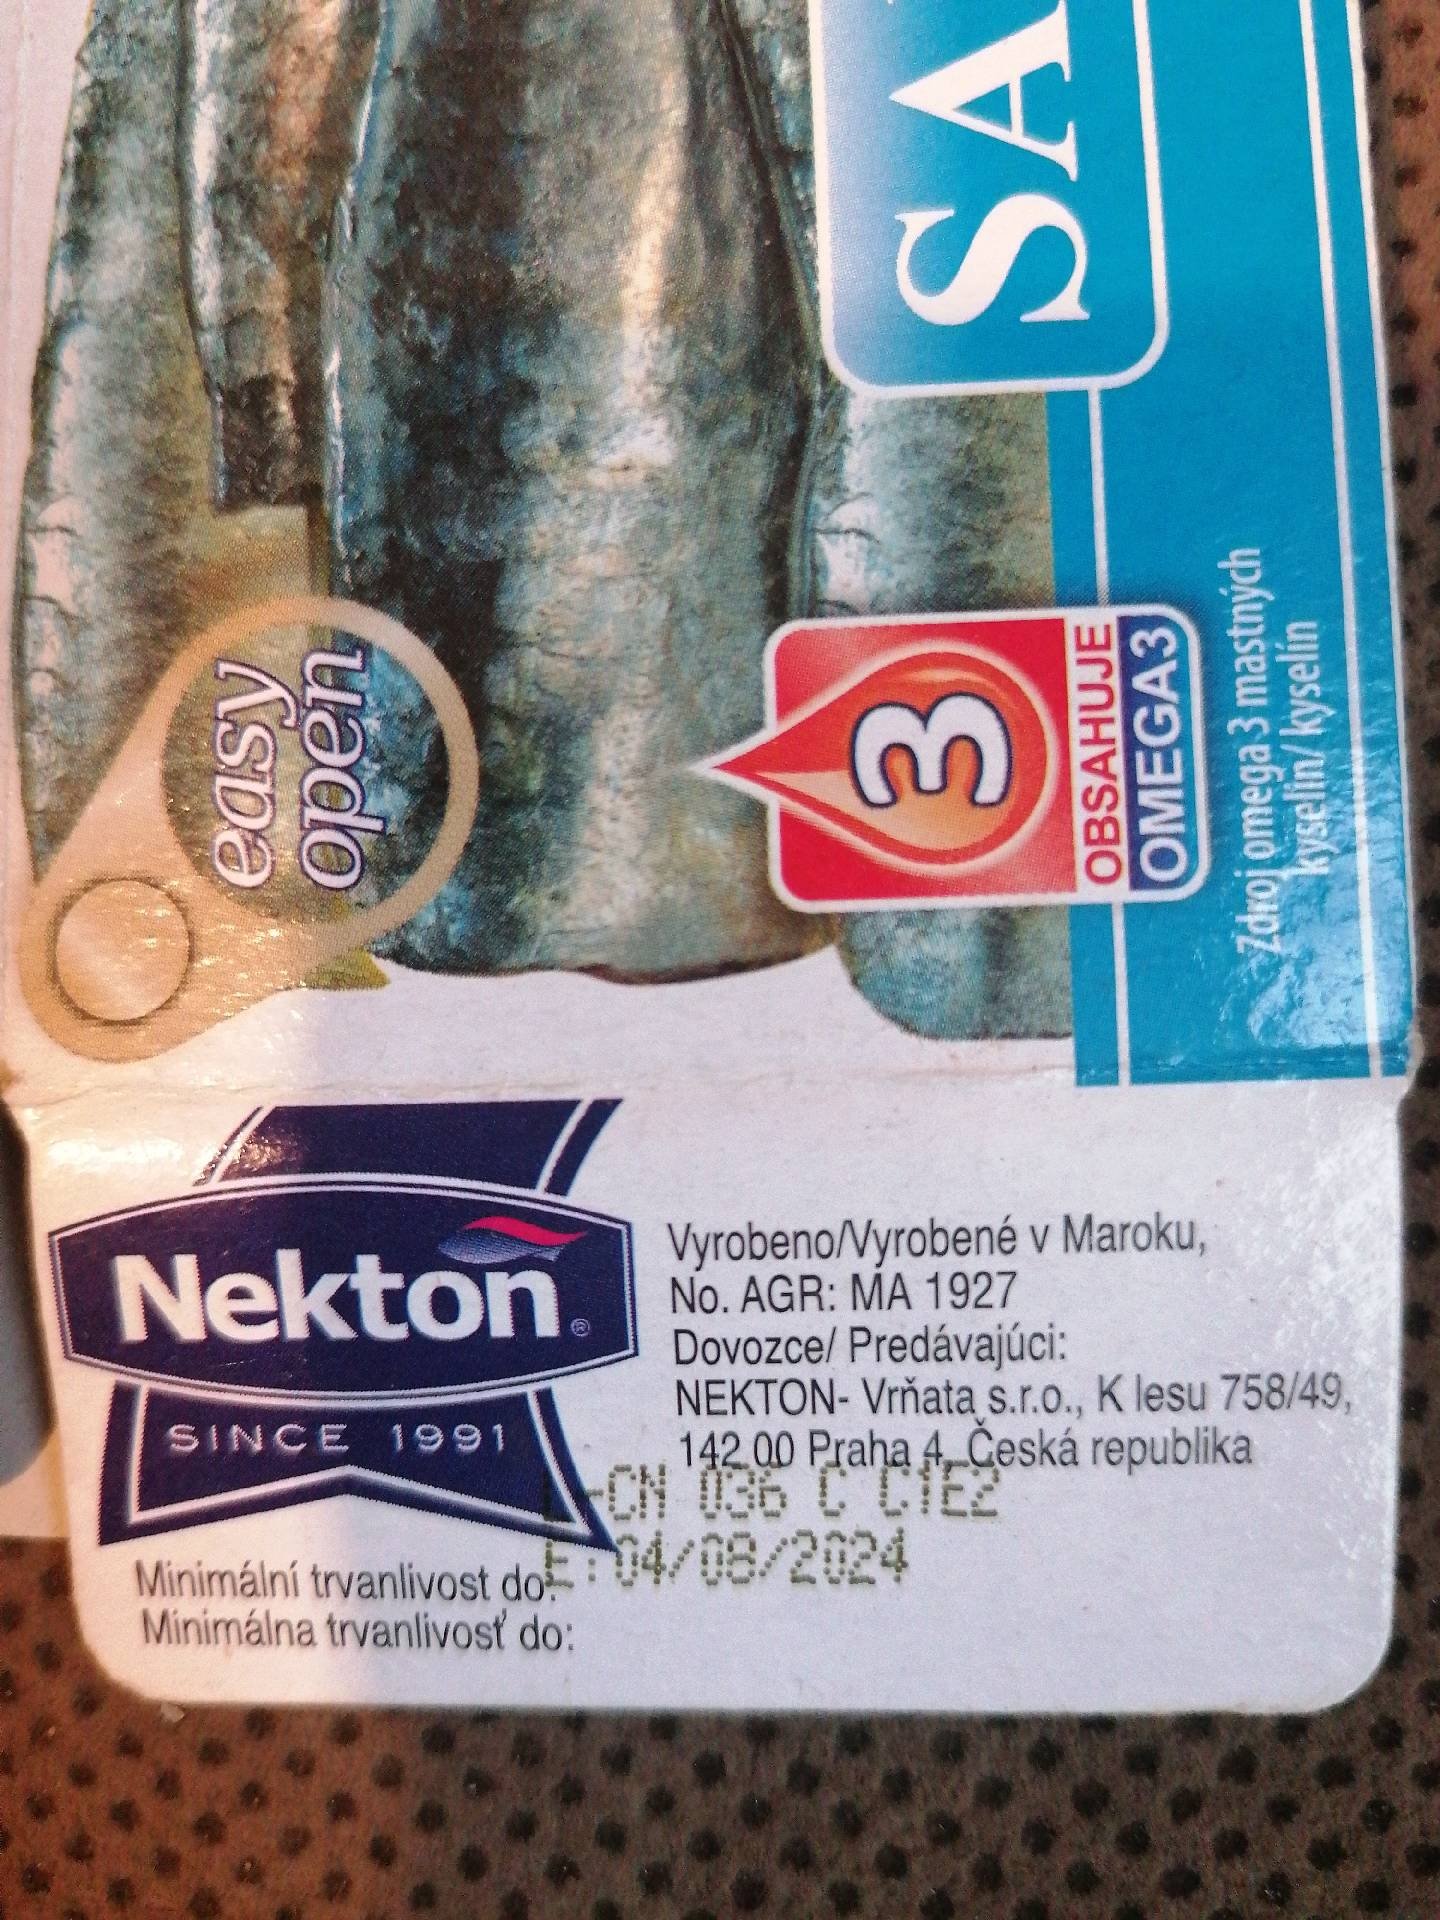 SA
easy
open
3
OBSAHUJE
OMEGA3
Zdroj omega 3 mastných
kyselin/ kyselín
Nekton®
SINCE 1991
Vyrobeno/Vyrobené v Maroku,
No. AGR: MA 1927
Dovozce/ Predávajúci:
NEKTON- Vrňata s.r.o., K lesu 758/49,
142 00 Praha 4, Česká republika
L-CN 036 C C1E2
E:04/08/2024
Minimální trvanlivost do:
Minimálna trvanlivosť do: